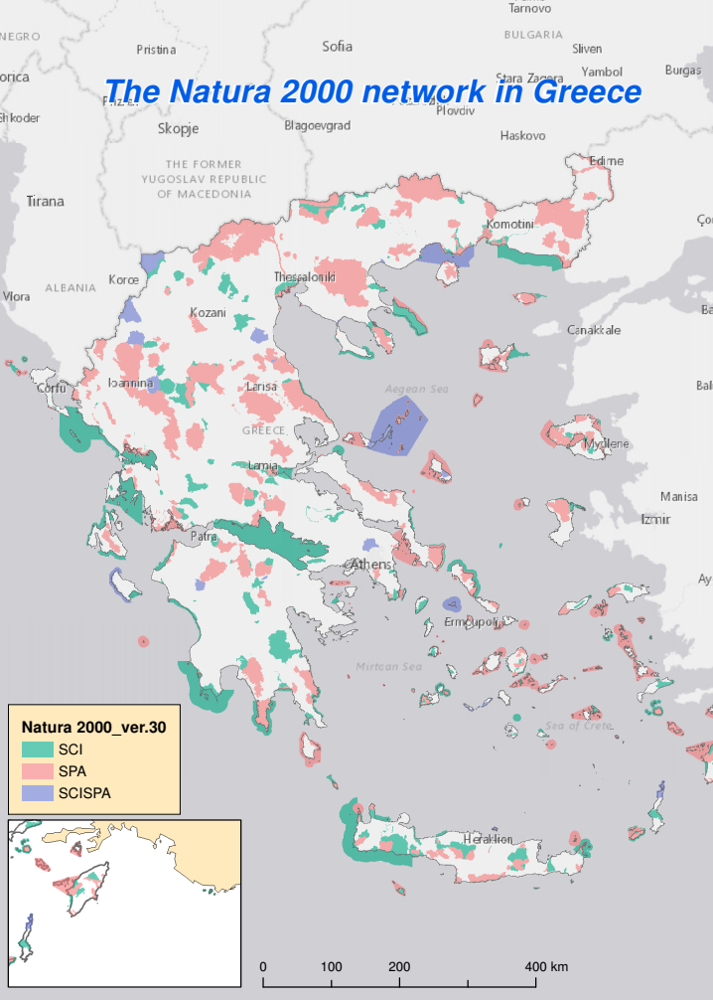 Tarnovo
NEGRO
BULGARIA
Sofia
Pristina
Sliven
Yambol
Burgas
Stara Zagora
The Natura 2000 network in Greece
Plovdiv
Skopje
Blagoevgrad
Haskovo
THE FORMER
YUGOSLAV REPUBLIC
OF MACEDONIA
Edirne
Tirana
Komotini
Korce
Thessaloniki
ALBANIA
Vlora
Kozani
Canakkale
Ioannina
Larisa
Corfu
Aegean Sea
GREECE
Mytilene
Lamia
Manisa
Izmir
Patra
Athens
Ermoupoli
Mirtoan Sea
Sea of Crete
Natura 2000_ver.30
SCI
SPA
SCISPA
Heraklion
0 100 200 400 km